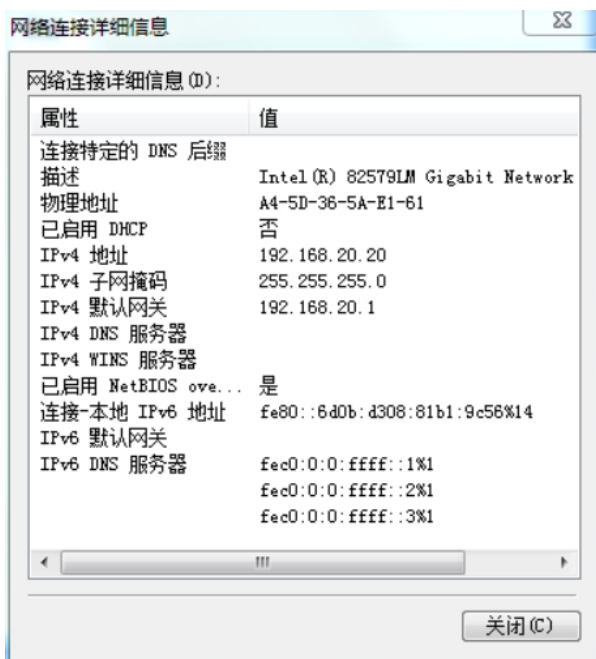 网络连接详细信息
网络连接详细信息(D):
属性 值
连接特定的 DNS 后缀
描述 Intel(R) 82579LM Gigabit Network
物理地址 A4-5D-36-5A-E1-61
已启用 DHCP 否
IPv4 地址 192.168.20.20
IPv4 子网掩码 255.255.255.0
IPv4 默认网关 192.168.20.1
IPv4 DNS 服务器
IPv4 WINS 服务器
已启用 NetBIOS ove... 是
连接-本地 IPv6 地址 fe80::6d0b:d308:81b1:9c56%14
IPv6 默认网关
IPv6 DNS 服务器 fec0:0:0:ffff::1%1
fec0:0:0:ffff::2%1
fec0:0:0:ffff::3%1
关闭(C)